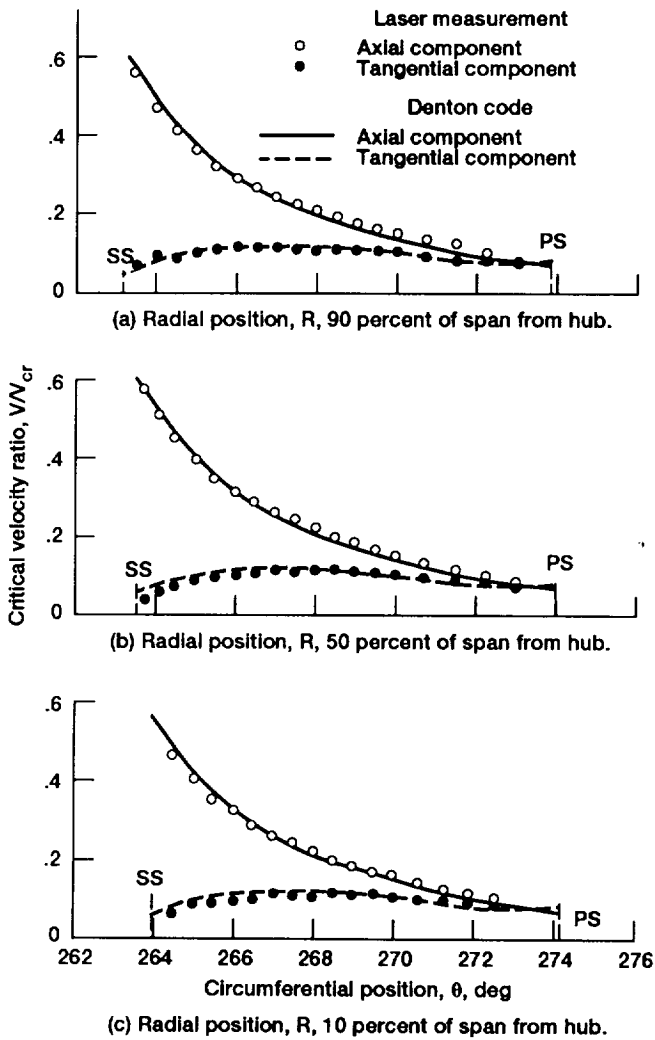 Laser measurement
Axial component
Tangential component
Denton code
Axial component
Tangential component
.6
.4
.2
0
SS
PS
(a) Radial position, R, 90 percent of span from hub.
Critical velocity ratio, V/Vcr
.6
.4
.2
0
SS
PS
(b) Radial position, R, 50 percent of span from hub.
.6
.4
.2
0
SS
PS
262 264 266 268 270 272 274 276
Circumferential position, θ, deg
(c) Radial position, R, 10 percent of span from hub.